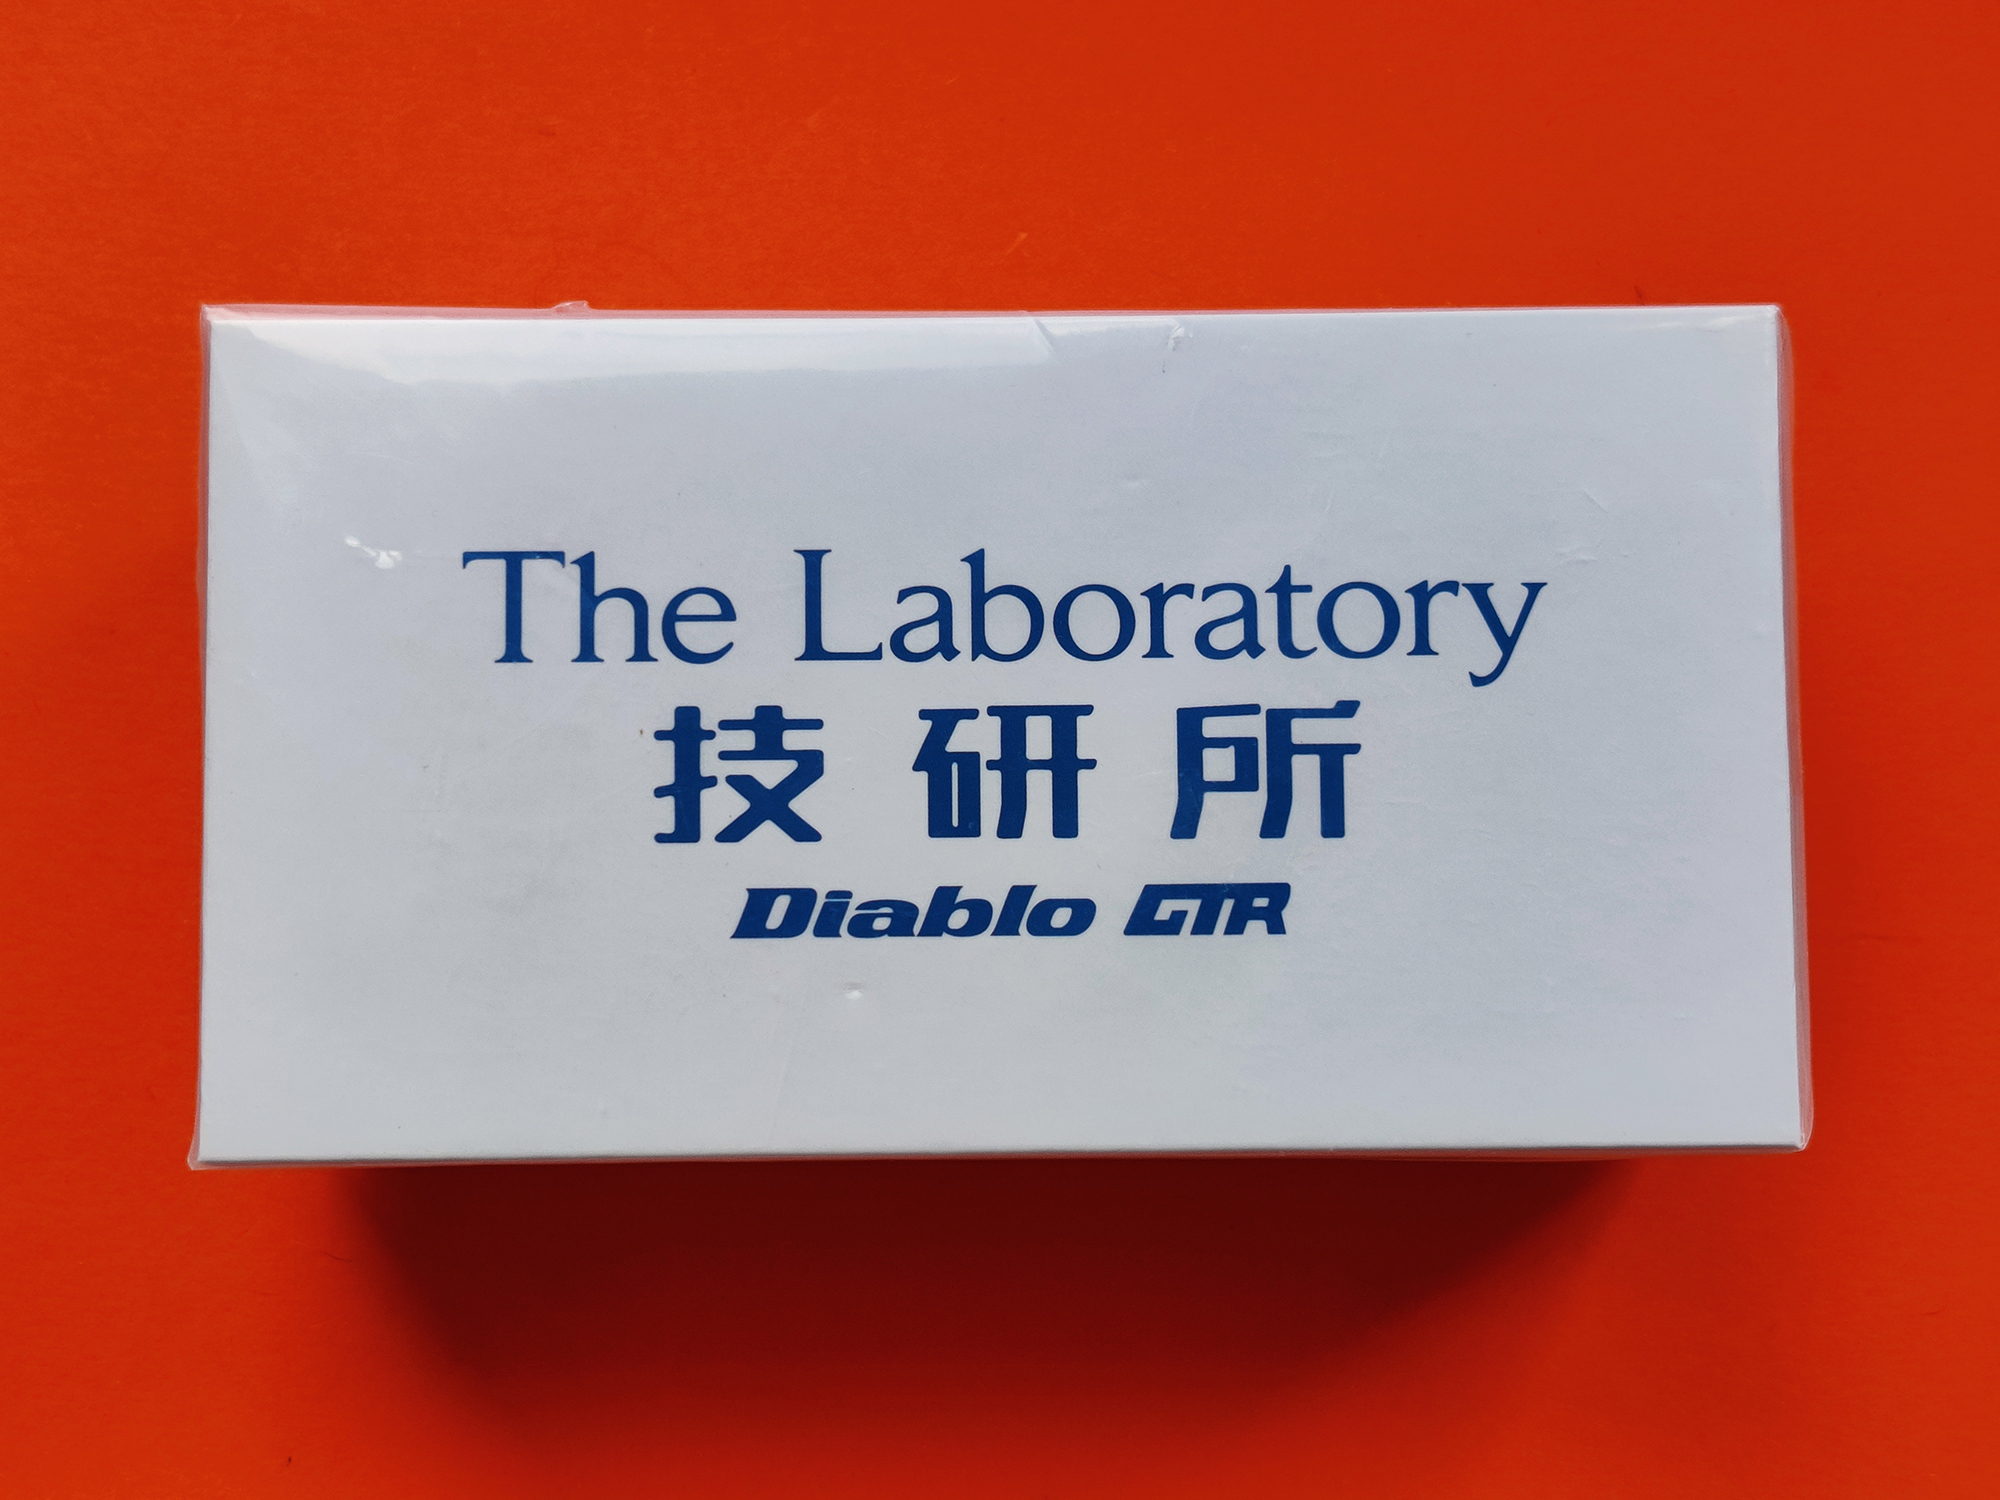 The Laboratory
技研所
Diablo GTR